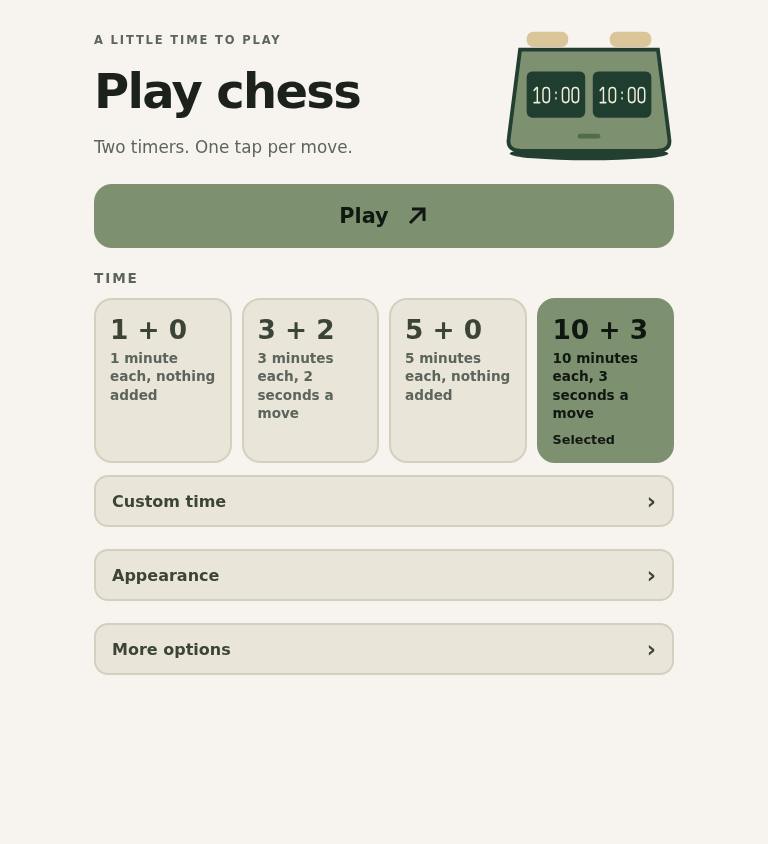 A LITTLE TIME TO PLAY
Play chess
Two timers. One tap per move.
10:00 10:00
Play
TIME
1 + 0
1 minute
each, nothing
added
3 + 2
3 minutes
each, 2
seconds a
move
5 + 0
5 minutes
each, nothing
added
10 + 3
10 minutes
each, 3
seconds a
move
Selected
Custom time
Appearance
More options